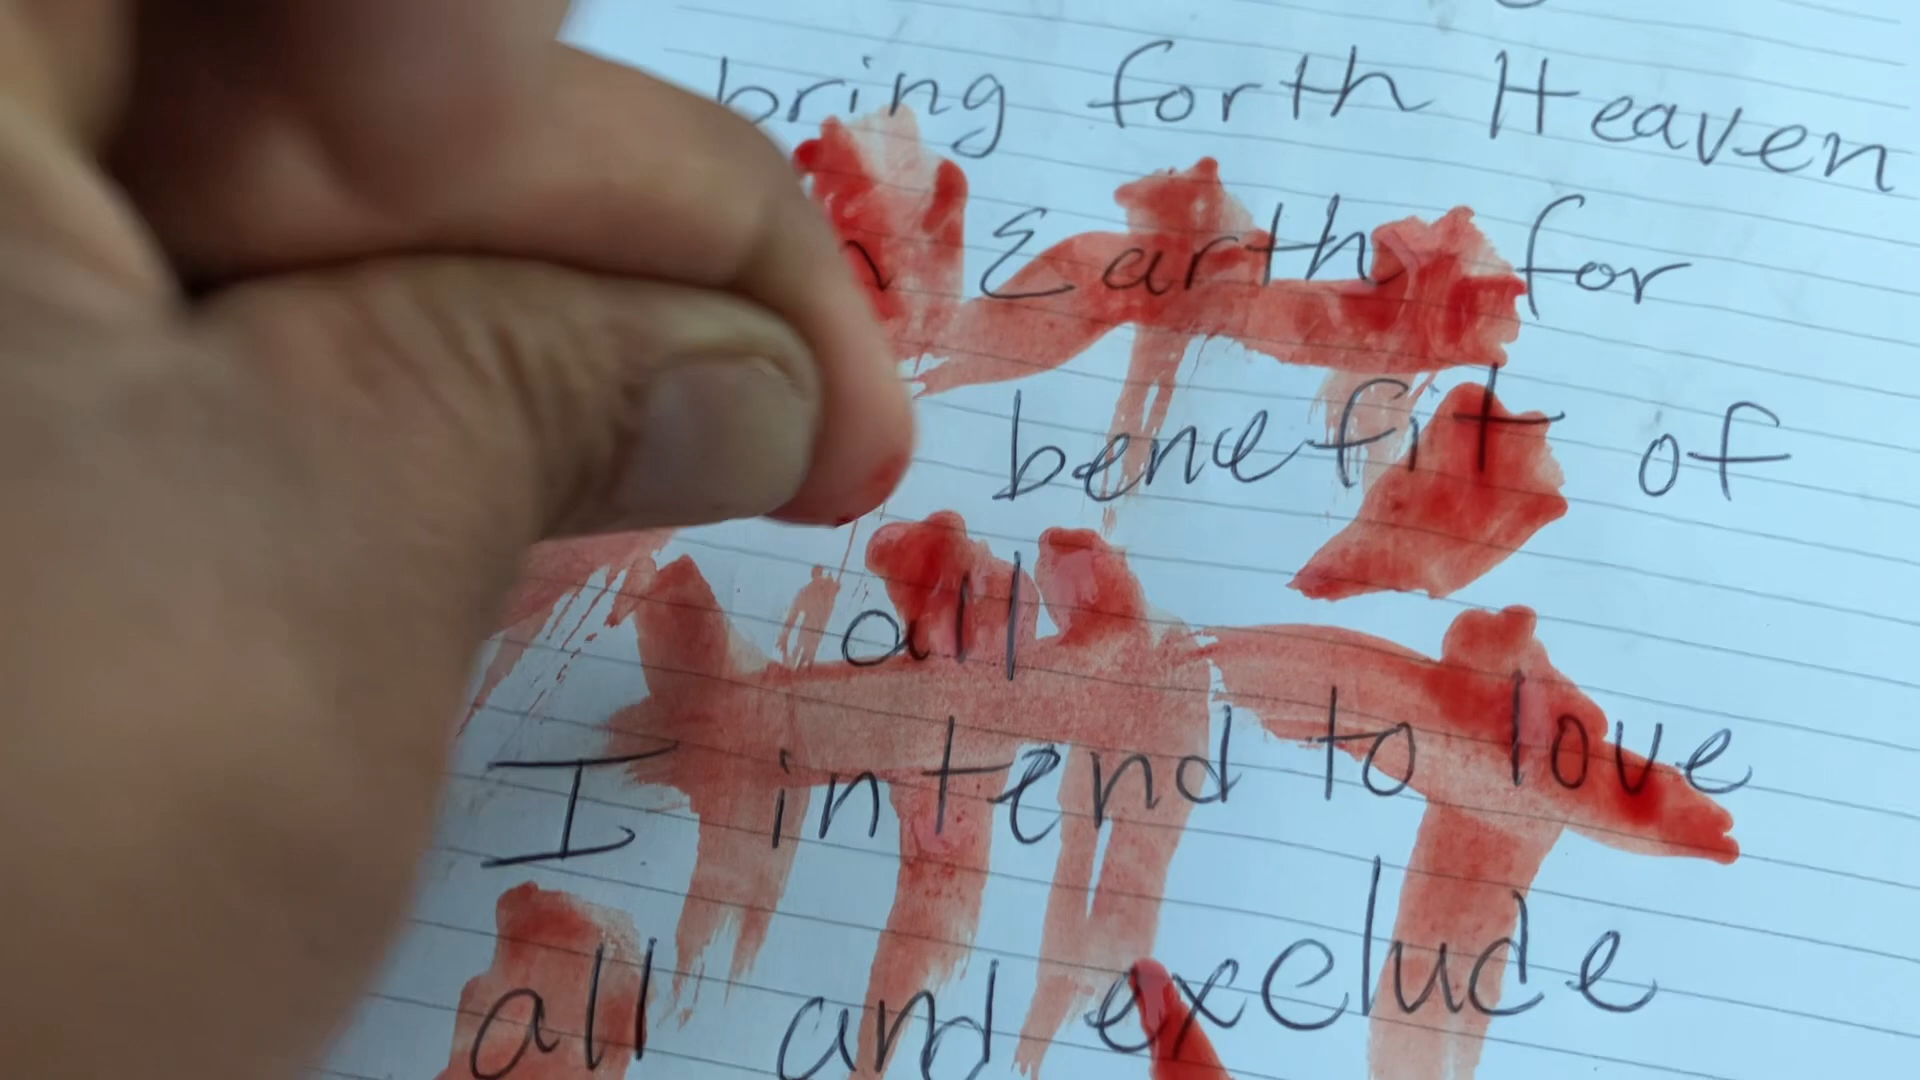 bring forth Heaven
Earth for
benefit of
all
I intend to love
all and exclude